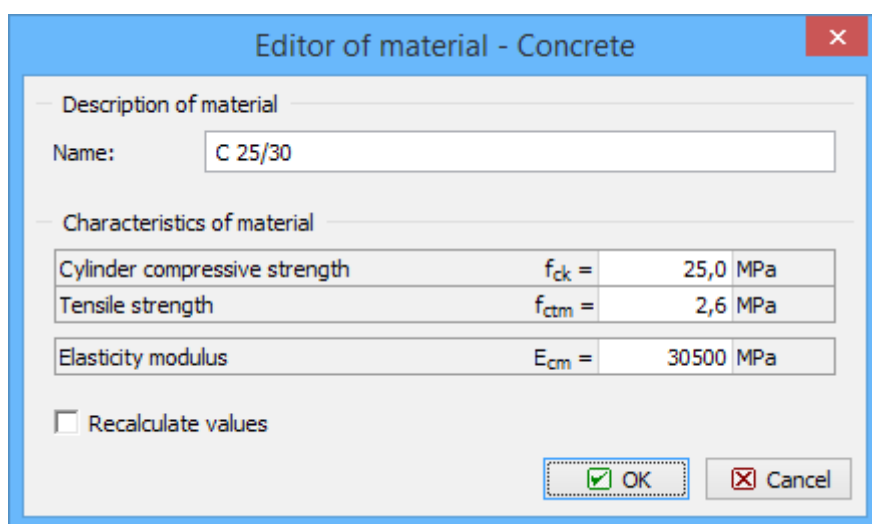 Editor of material - Concrete
Description of material
Name: C 25/30
Characteristics of material
Cylinder compressive strength fck = 25,0 MPa
Tensile strength fctm = 2,6 MPa
Elasticity modulus Ecm = 30500 MPa
Recalculate values
OK Cancel